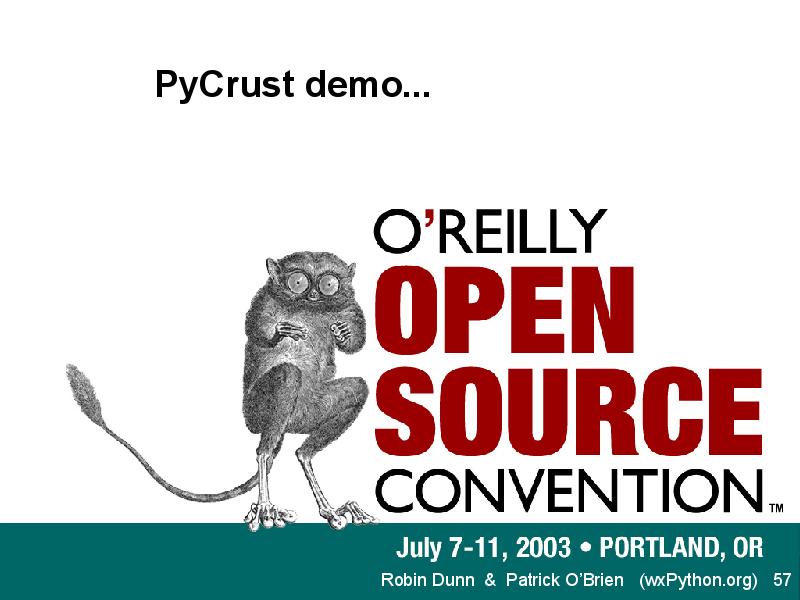 PyCrust demo...
O'REILLY
OPEN
SOURCE
CONVENTION™
July 7-11, 2003 • PORTLAND, OR
Robin Dunn & Patrick O'Brien (wxPython.org) 57